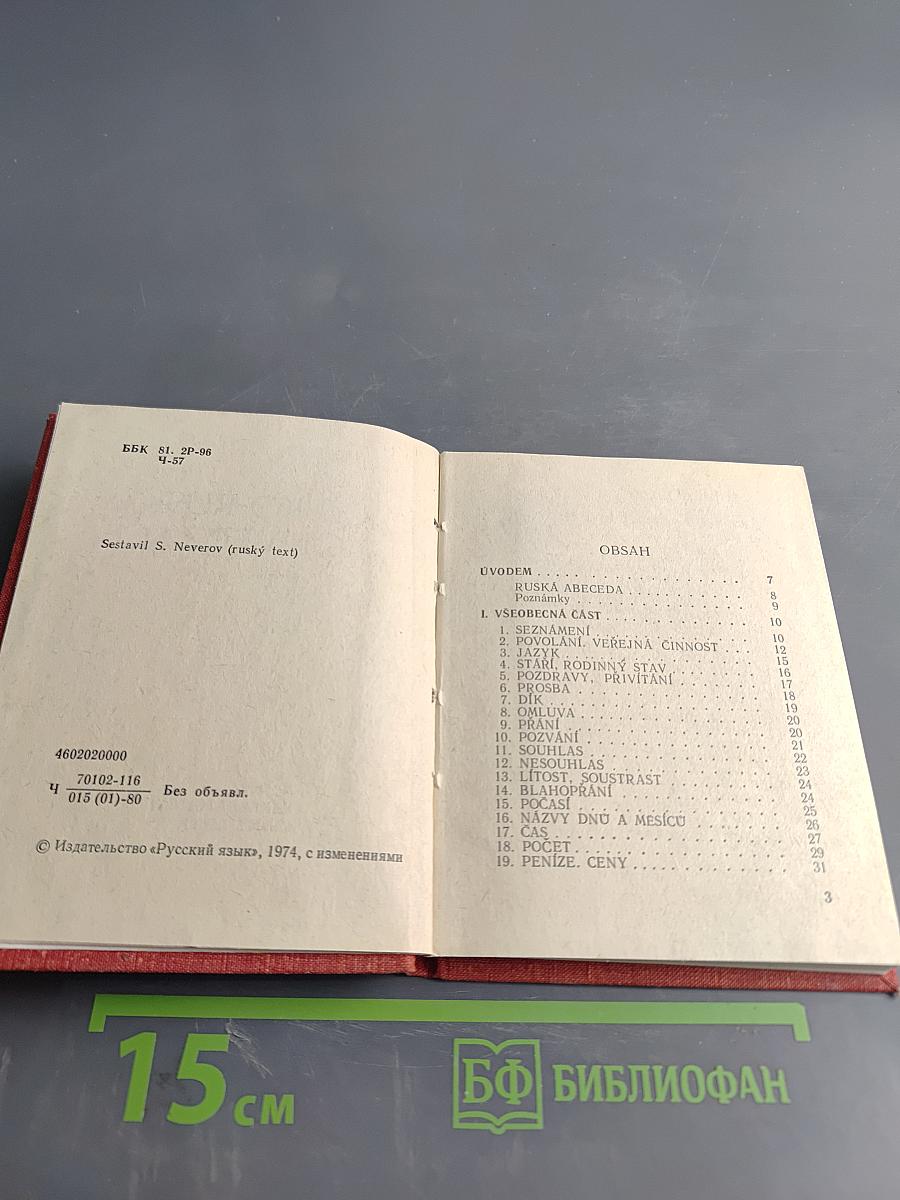 ББК 81. 2Р-96
Ч-57
Sestavil S. Neverov (ruský text)
4602020000
Ч 70102-116
015 (01)-80 Без объявл.
© Издательство «Русский язык», 1974, с изменениями
OBSAH
ÚVODEM . . . . . . . . . . . . . . 7
RUSKÁ ABECEDA . . . . . . . . . . 8
Poznámky . . . . . . . . . . . . . 9
I. VŠEOBECNÁ ČÁST . . . . . . . . . . 10
1. SEZNÁMENÍ . . . . . . . . . . . 10
2. POVOLÁNÍ. VEŘEJNÁ ČINNOST . . . 12
3. JAZYK . . . . . . . . . . . . . 15
4. STÁŘÍ, RODINNÝ STAV . . . . . . 16
5. POZDRAVY, PŘIVÍTÁNÍ . . . . . . 17
6. PROSBA . . . . . . . . . . . . 18
7. DÍK . . . . . . . . . . . . . . 19
8. OMLUVA . . . . . . . . . . . . 20
9. PŘÁNÍ . . . . . . . . . . . . . 20
10. POZVÁNÍ . . . . . . . . . . . . 21
11. SOUHLAS . . . . . . . . . . . . 22
12. NESOUHLAS . . . . . . . . . . . 23
13. LÍTOST, SOUSTRAST . . . . . . . 24
14. BLAHOPŘÁNÍ . . . . . . . . . . 24
15. POČASÍ . . . . . . . . . . . . 25
16. NÁZVY DNŮ A MĚSÍCŮ . . . . . . 26
17. ČAS . . . . . . . . . . . . . . 27
18. POČET . . . . . . . . . . . . . 29
19. PENÍZE. CENY . . . . . . . . . 31
3
15 см
БФ БИБЛИОФАН